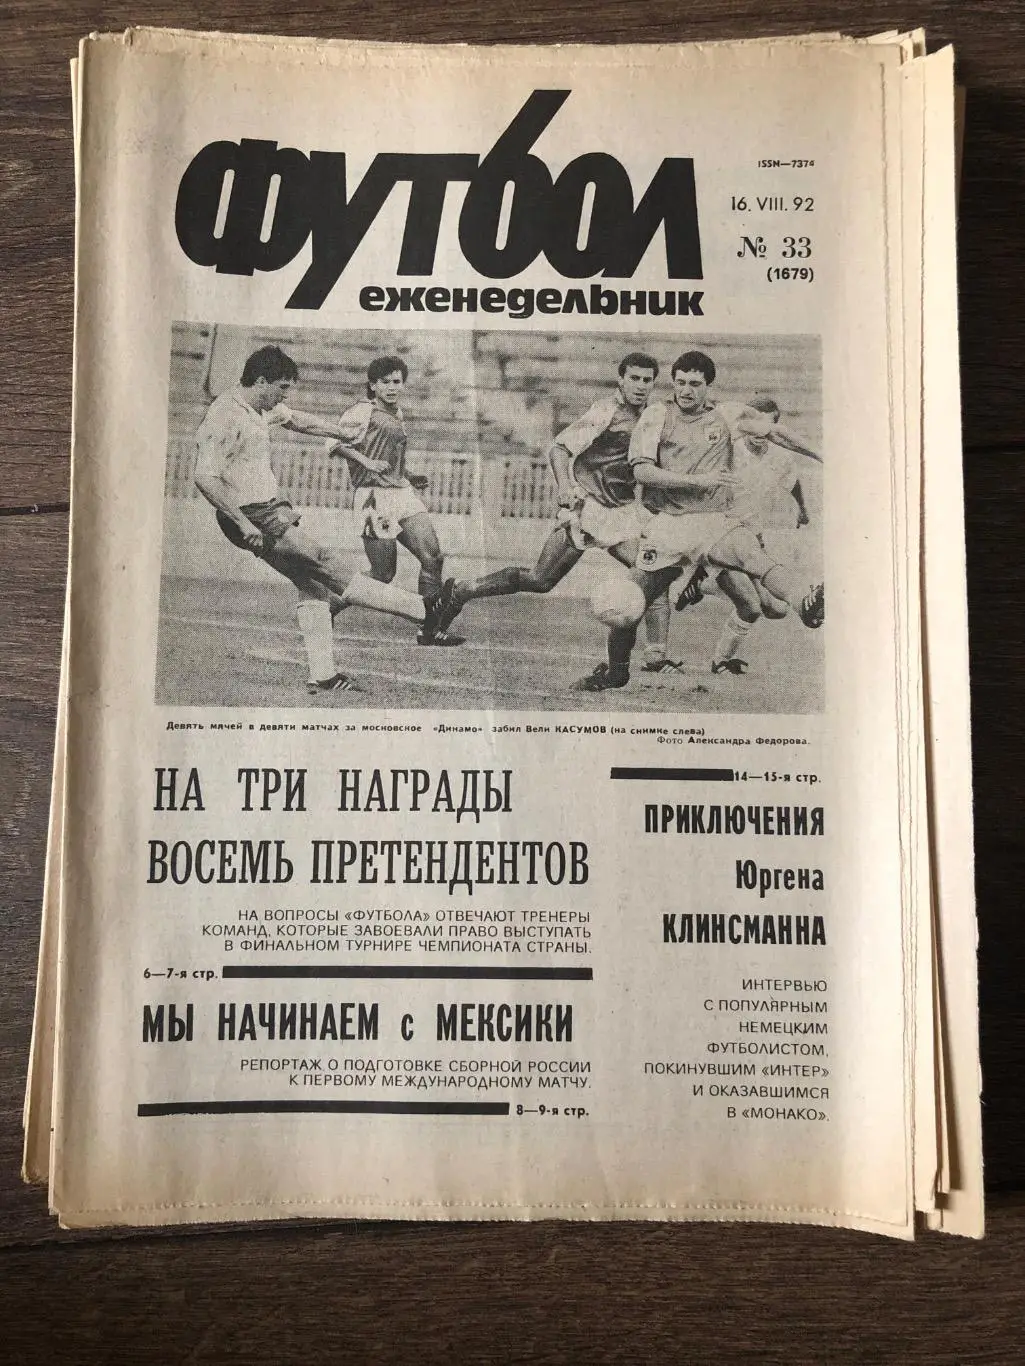 футбол
еженедельник
ISSN—7374
16. VIII. 92
№ 33
(1679)
Девять мячей в девяти матчах за московское «Динамо» забил Вели КАСУМОВ (на снимке слева)
Фото Александра Федорова.
НА ТРИ НАГРАДЫ
ВОСЕМЬ ПРЕТЕНДЕНТОВ
НА ВОПРОСЫ «ФУТБОЛА» ОТВЕЧАЮТ ТРЕНЕРЫ
КОМАНД, КОТОРЫЕ ЗАВОЕВАЛИ ПРАВО ВЫСТУПАТЬ
В ФИНАЛЬНОМ ТУРНИРЕ ЧЕМПИОНАТА СТРАНЫ.
6—7-я стр.
МЫ НАЧИНАЕМ с МЕКСИКИ
РЕПОРТАЖ О ПОДГОТОВКЕ СБОРНОЙ РОССИИ
К ПЕРВОМУ МЕЖДУНАРОДНОМУ МАТЧУ.
8—9-я стр.
14—15-я стр.
ПРИКЛЮЧЕНИЯ
Юргена
КЛИНСМАННА
ИНТЕРВЬЮ
С ПОПУЛЯРНЫМ
НЕМЕЦКИМ
ФУТБОЛИСТОМ,
ПОКИНУВШИМ «ИНТЕР»
И ОКАЗАВШИМСЯ
В «МОНАКО».